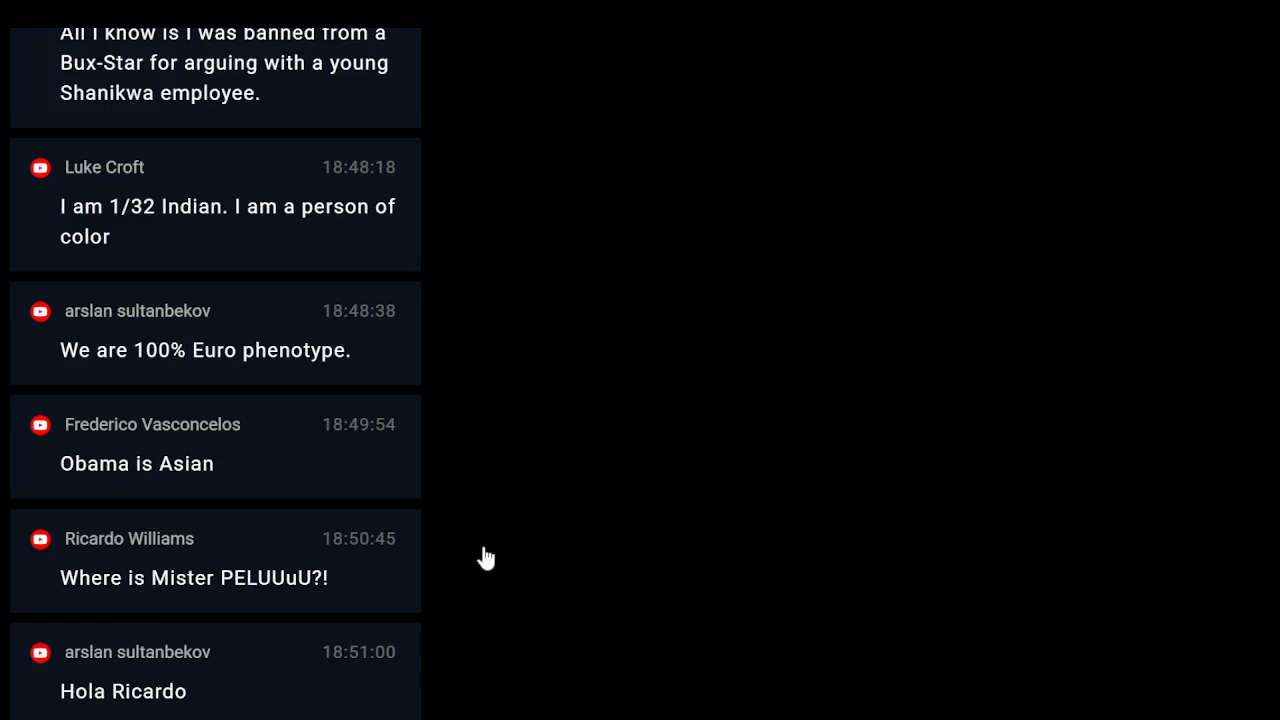 All I know is I was banned from a
Bux-Star for arguing with a young
Shanikwa employee.
Luke Croft 18:48:18
I am 1/32 Indian. I am a person of
color
arslan sultanbekov 18:48:38
We are 100% Euro phenotype.
Frederico Vasconcelos 18:49:54
Obama is Asian
Ricardo Williams 18:50:45
Where is Mister PELUUuU?!
arslan sultanbekov 18:51:00
Hola Ricardo